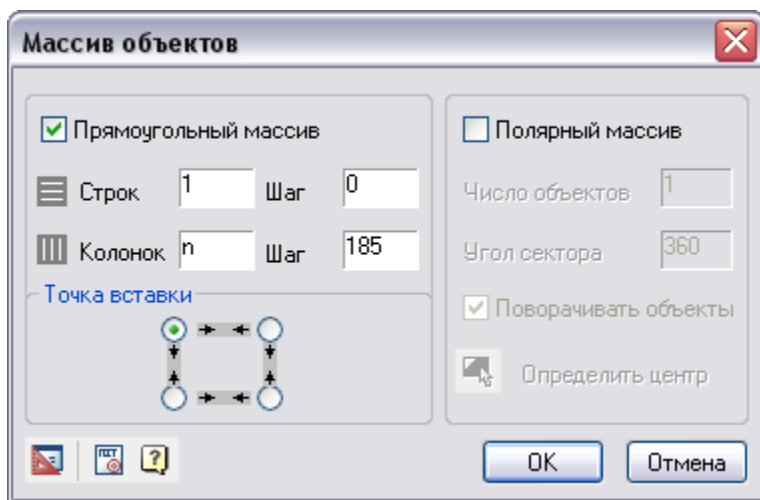 Массив объектов
Прямоугольный массив
Строк 1 Шаг 0
Колонок n Шаг 185
Точка вставки
Полярный массив
Число объектов 1
Угол сектора 360
Поворачивать объекты
Определить центр
OK Отмена